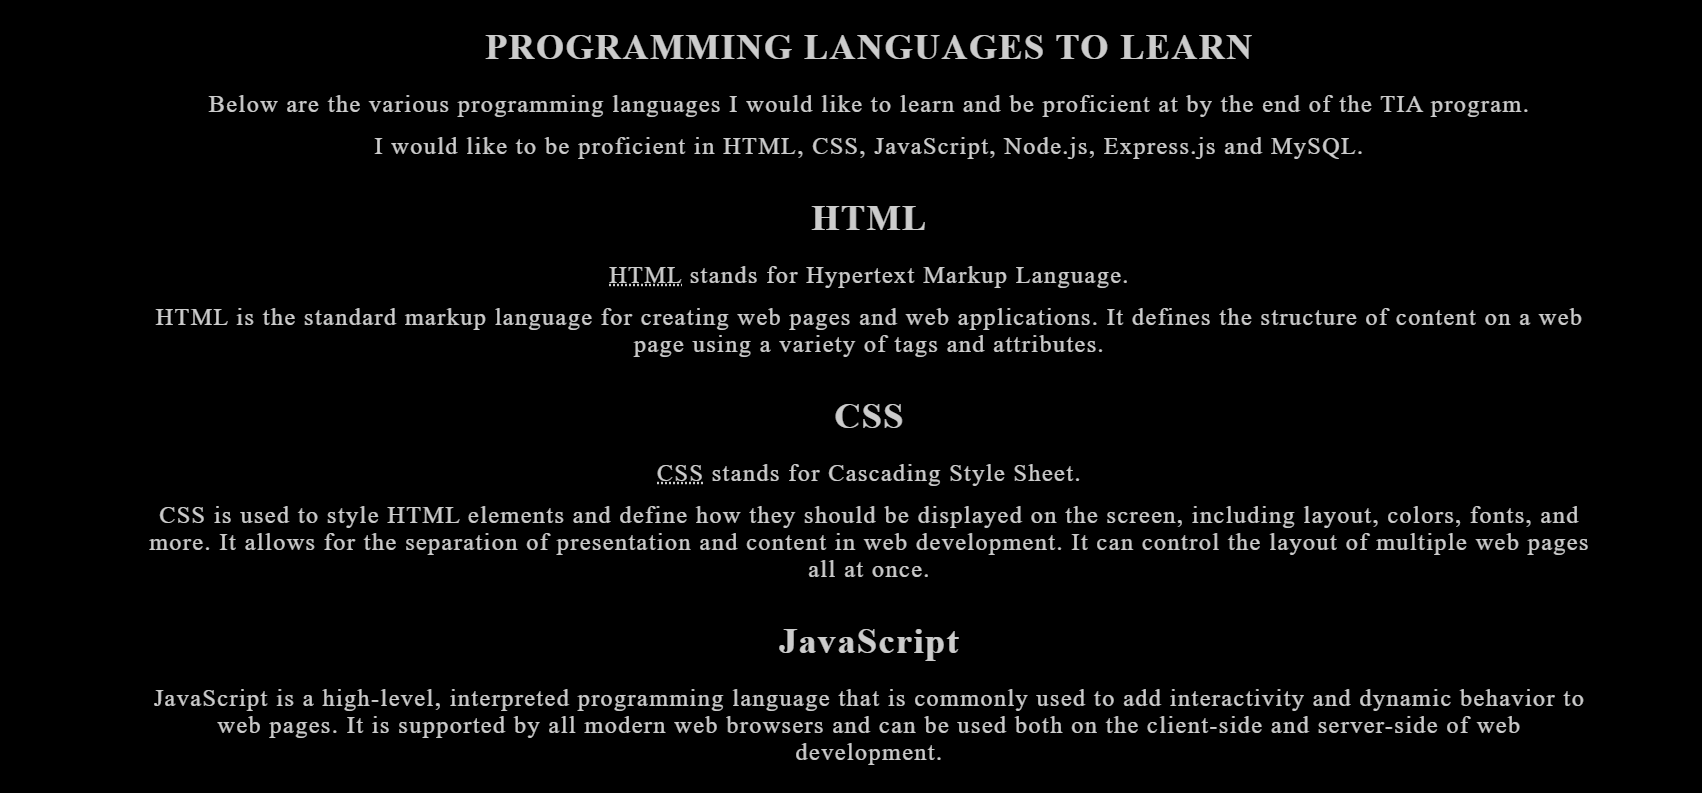 PROGRAMMING LANGUAGES TO LEARN
Below are the various programming languages I would like to learn and be proficient at by the end of the TIA program.
I would like to be proficient in HTML, CSS, JavaScript, Node.js, Express.js and MySQL.
HTML
HTML stands for Hypertext Markup Language.
HTML is the standard markup language for creating web pages and web applications. It defines the structure of content on a web
page using a variety of tags and attributes.
CSS
CSS stands for Cascading Style Sheet.
CSS is used to style HTML elements and define how they should be displayed on the screen, including layout, colors, fonts, and
more. It allows for the separation of presentation and content in web development. It can control the layout of multiple web pages
all at once.
JavaScript
JavaScript is a high-level, interpreted programming language that is commonly used to add interactivity and dynamic behavior to
web pages. It is supported by all modern web browsers and can be used both on the client-side and server-side of web
development.